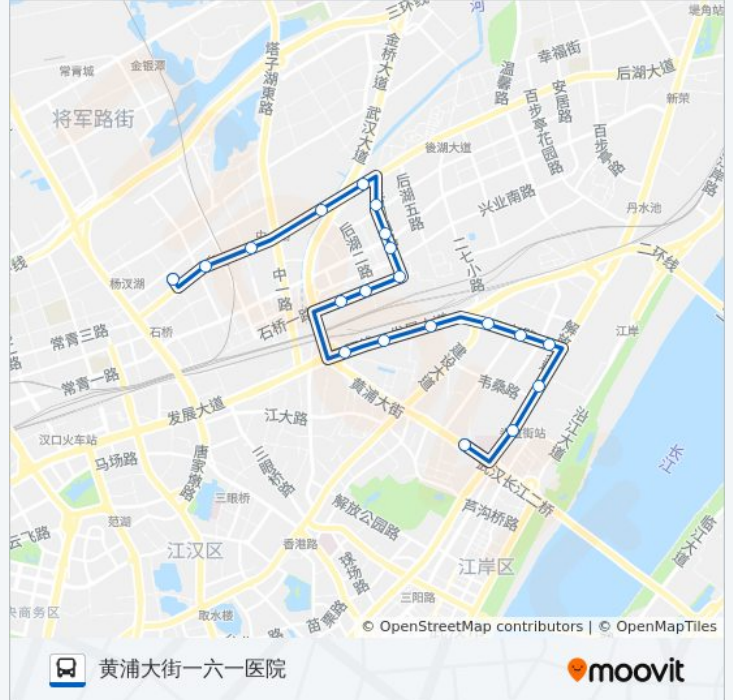 三环线
河
堤角站
塔子湖東路
金桥大道
幸福街
常青城
金银潭
温馨路
后湖大道
安居路
新荣
将军路街
武汉大道
百步亭花园路
百步亭路
後湖大道
后湖五路
兴业南路
丹水池
后湖二路
二七小路
二环线
杨汊湖
中一路
石桥一路
常青三路
石桥
江岸
建设大道
常青一路
韦桑路
黄浦大街
发展大道
江大路
沿江大道
汉口火车站
唐家墩路
三眼桥路
长江
马场路
武汉长江二桥
三眼桥
范湖
解放公园路
芦沟桥路
云飞路
江汉区
香港路
球场路
江岸区
临江大道
三阳路
取水楼
苗栗路
© OpenStreetMap contributors | © OpenMapTiles
黄浦大街一六一医院
moovit